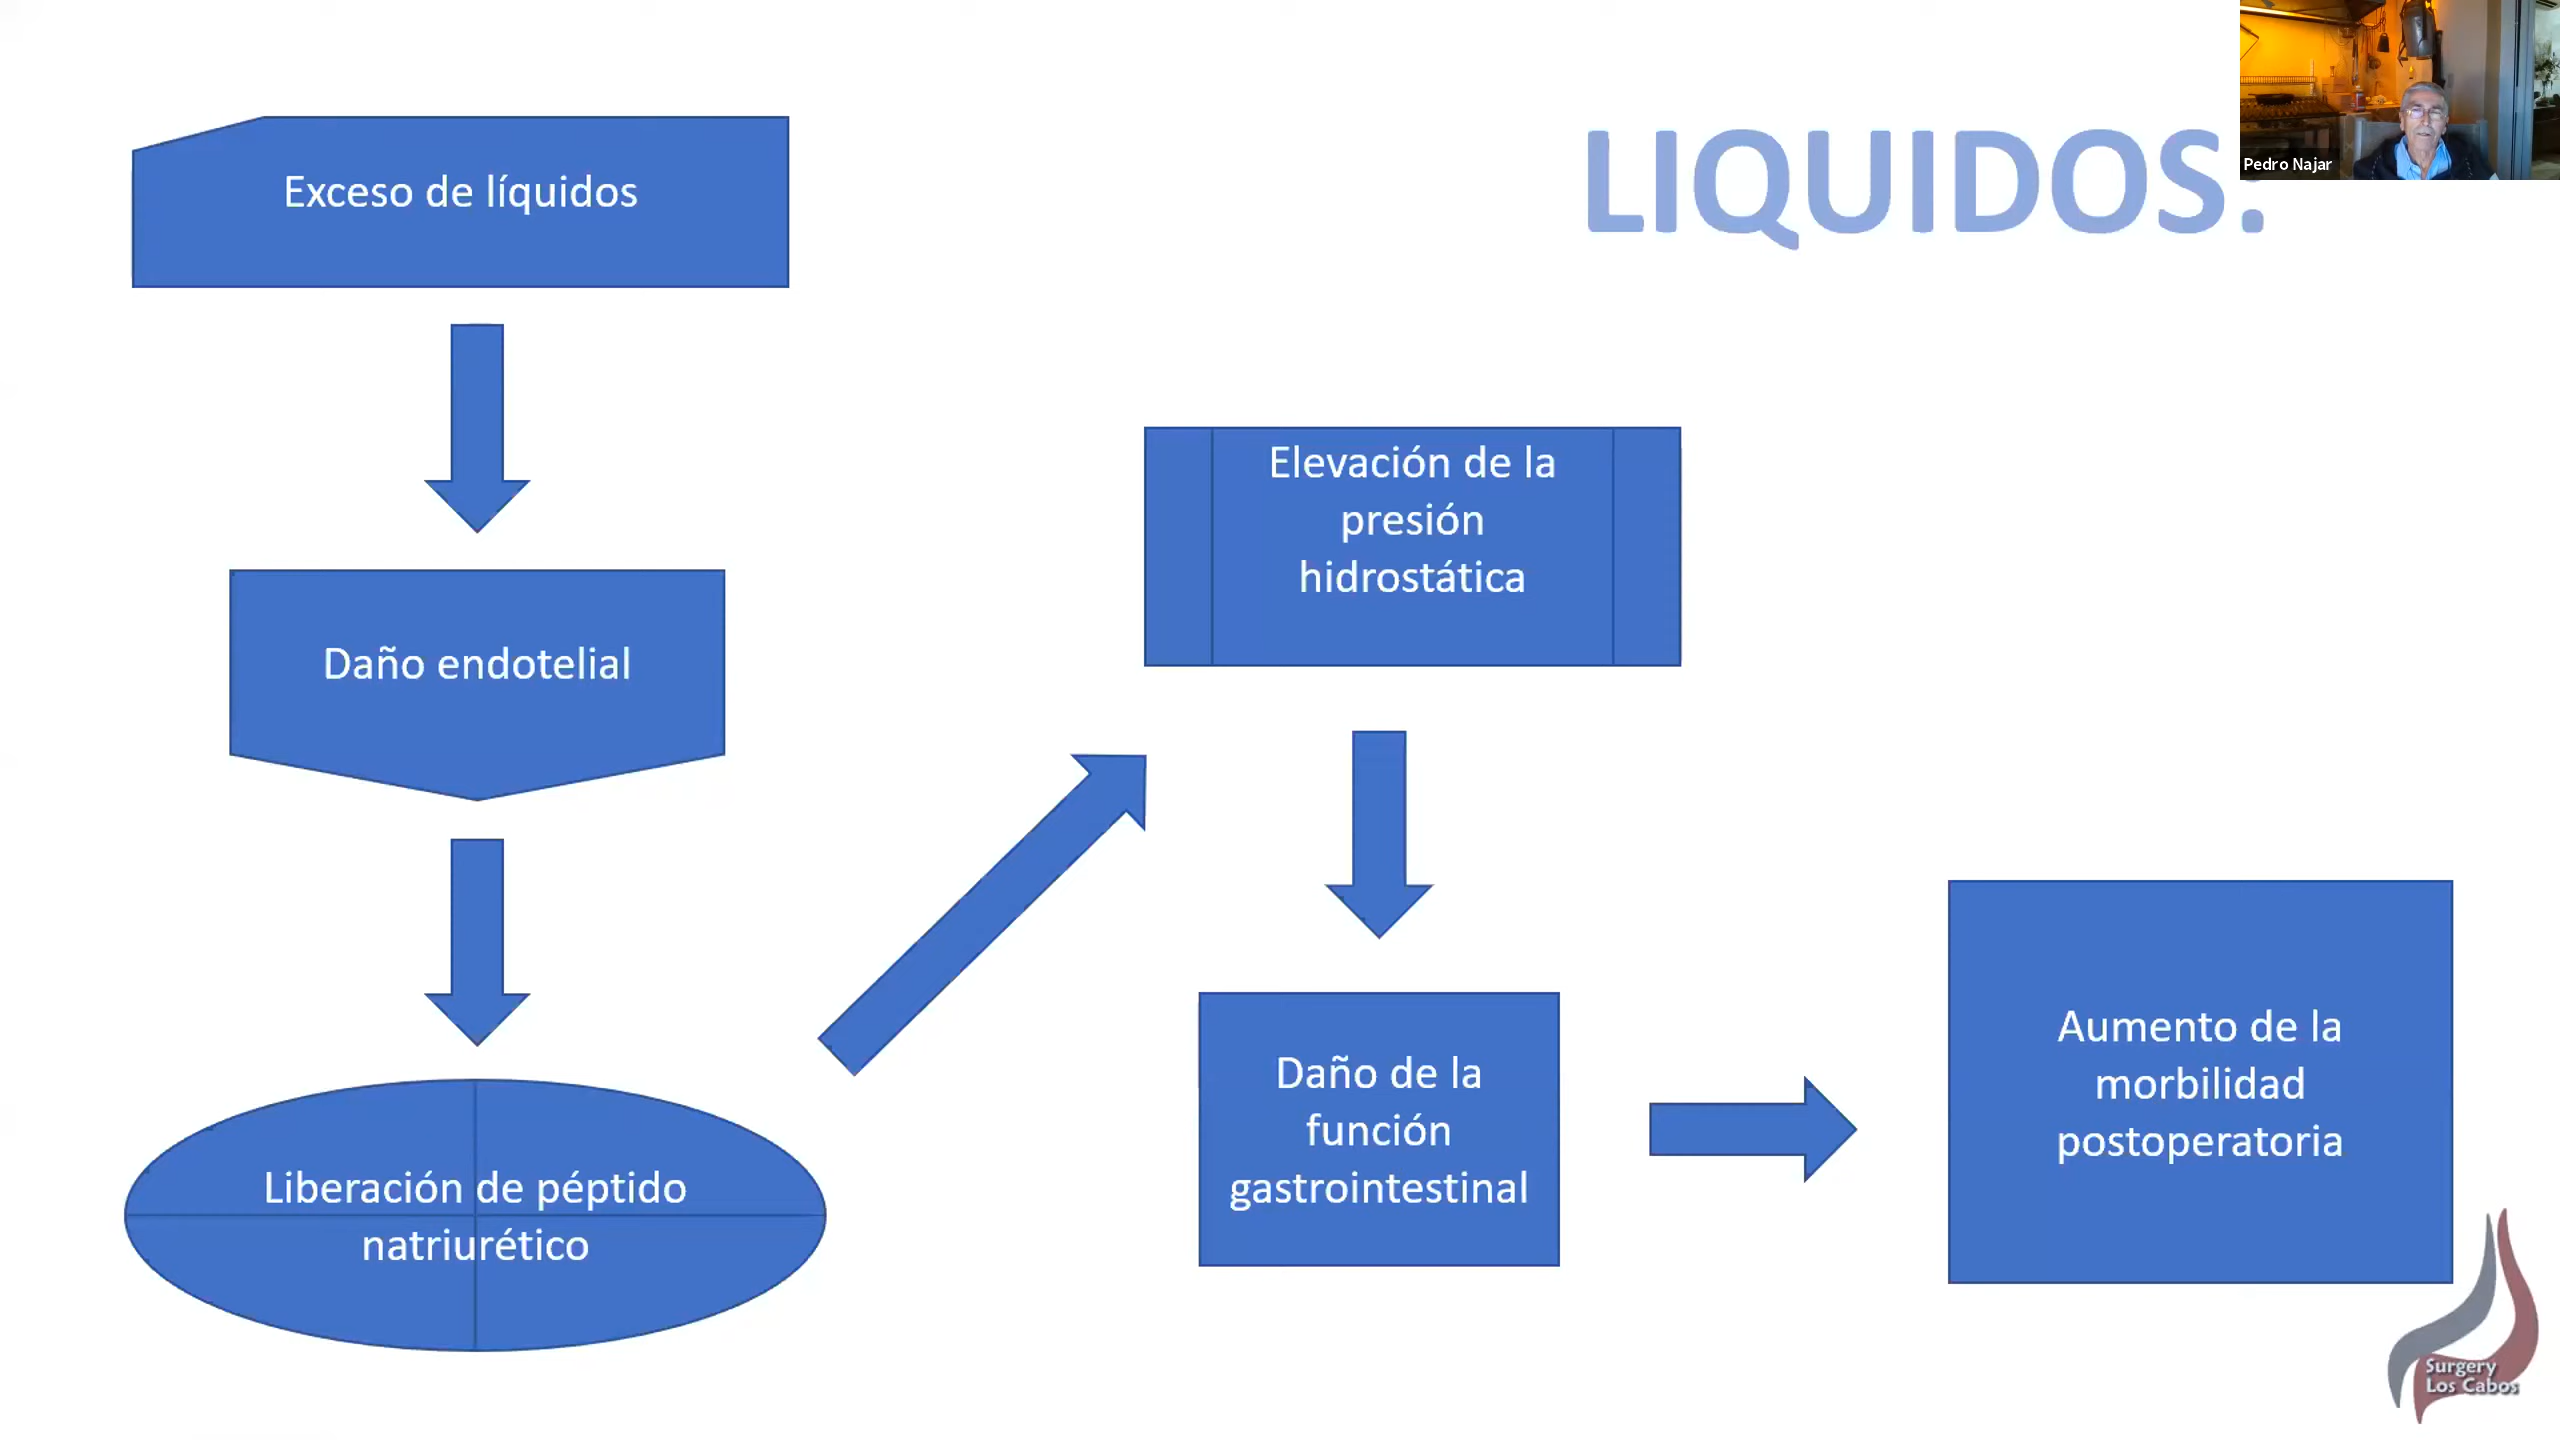 LIQUIDOS:
Pedro Najar
Exceso de líquidos
Daño endotelial
Liberación de péptido
natriurético
Elevación de la
presión
hidrostática
Daño de la
función
gastrointestinal
Aumento de la
morbilidad
postoperatoria
Surgery
Los Cabos